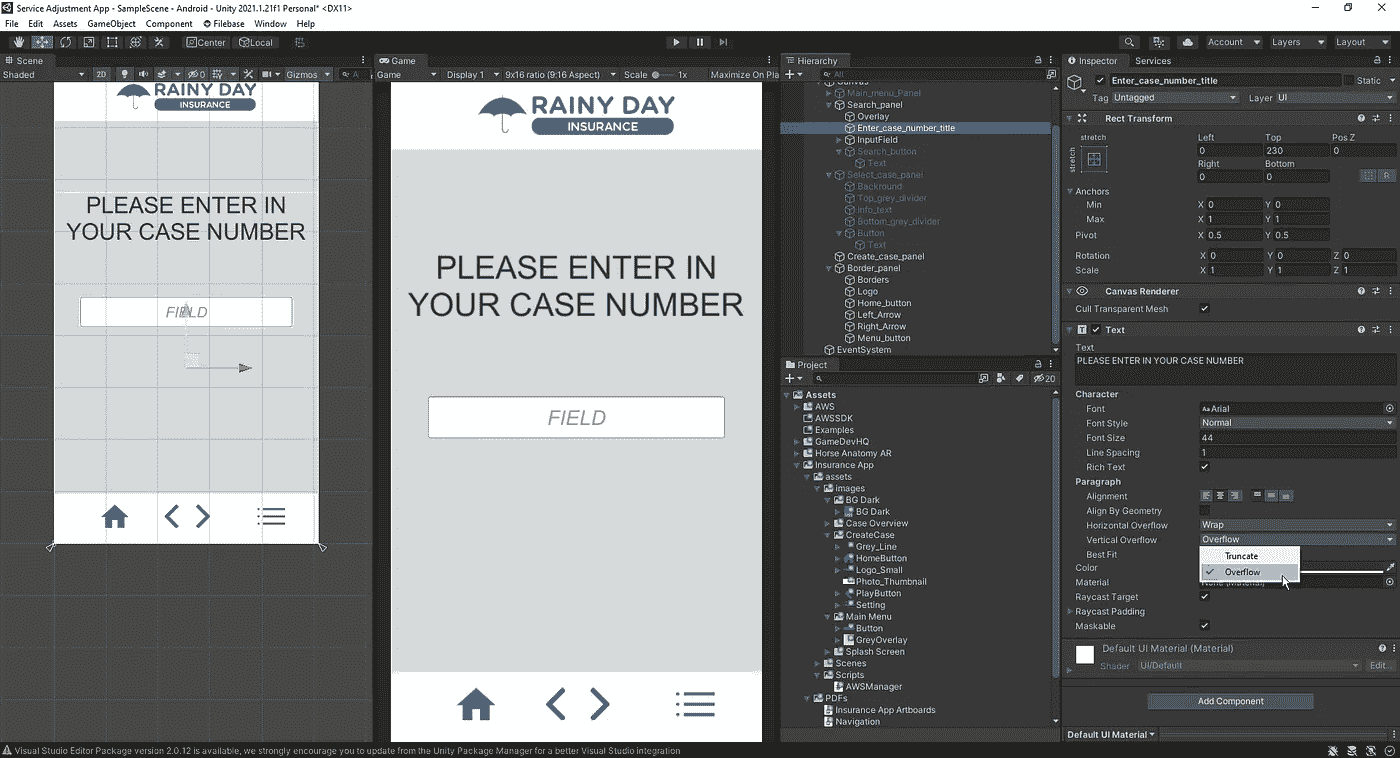 Service Adjustment App - SampleScene - Android - Unity 2021.1.21f1 Personal* <DX11>
File Edit Assets GameObject Component Filebase Window Help
Center Local
Account Layers Layout
Scene
Shaded 2D 0 Gizmos A
RAINY DAY
INSURANCE
PLEASE ENTER IN
YOUR CASE NUMBER
FIELD
Game
Game Display 1 9x16 ratio (9:16 Aspect) Scale 1x Maximize On Pla
RAINY DAY
INSURANCE
PLEASE ENTER IN
YOUR CASE NUMBER
FIELD
Hierarchy
All
Main_menu_Panel
Search_panel
Overlay
Enter_case_number_title
InputField
Search_button
Text
Select_case_panel
Backround
Top_grey_divider
Info_text
Bottom_grey_divider
Button
Text
Create_case_panel
Border_panel
Borders
Logo
Home_button
Left_Arrow
Right_Arrow
Menu_button
EventSystem
Project
20
Assets
AWS
AWSSDK
Examples
GameDevHQ
Horse Anatomy AR
Insurance App
assets
images
BG Dark
BG Dark
Case Overview
CreateCase
Grey_Line
HomeButton
Logo_Small
Photo_Thumbnail
PlayButton
Setting
Main Menu
Button
GreyOverlay
Splash Screen
Scenes
Scripts
AWSManager
PDFs
Insurance App Artboards
Navigation
Inspector Services
Enter_case_number_title Static
Tag Untagged Layer UI
Rect Transform
stretch
stretch
Left Top Pos Z
0 230 0
Right Bottom
0 0
R
Anchors
Min X 0 Y 0
Max X 1 Y 1
Pivot X 0.5 Y 0.5
Rotation X 0 Y 0 Z 0
Scale X 1 Y 1 Z 1
Canvas Renderer
Cull Transparent Mesh
Text
Text
PLEASE ENTER IN YOUR CASE NUMBER
Character
Font Arial
Font Style Normal
Font Size 44
Line Spacing 1
Rich Text
Paragraph
Alignment
Align By Geometry
Horizontal Overflow Wrap
Vertical Overflow Overflow
Best Fit
Truncate
Overflow
Color
Material
Raycast Target
Raycast Padding
Maskable
Default UI Material (Material)
Shader UI/Default Edit...
Add Component
Default UI Material
Visual Studio Editor Package version 2.0.12 is available, we strongly encourage you to update from the Unity Package Manager for a better Visual Studio integration